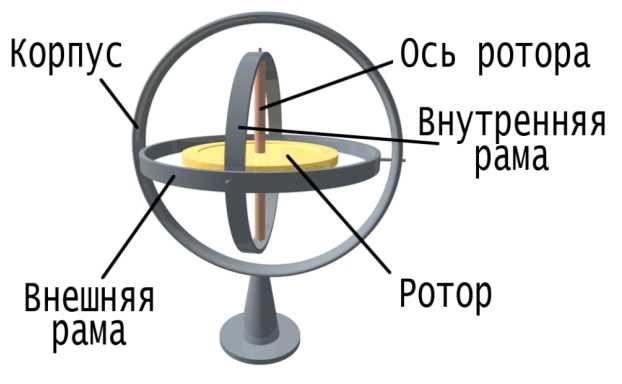 Корпус
Ось ротора
Внутренняя
рама
Внешняя
рама
Ротор